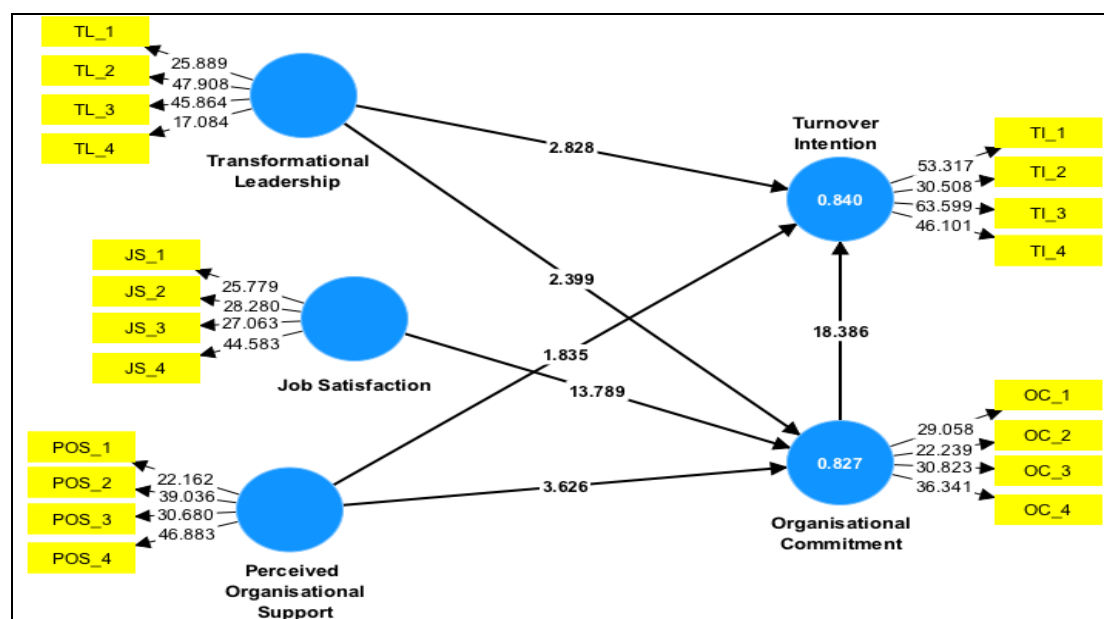 TL_1
TL_2
TL_3
TL_4
25.889
47.908
45.864
17.084
Transformational
Leadership
JS_1
JS_2
JS_3
JS_4
25.779
28.280
27.063
44.583
Job Satisfaction
POS_1
POS_2
POS_3
POS_4
22.162
39.036
30.680
46.883
Perceived
Organisational
Support
2.828
2.399
1.835
13.789
3.626
18.386
Turnover
Intention
0.840
53.317
30.508
63.599
46.101
TI_1
TI_2
TI_3
TI_4
0.827
Organisational
Commitment
29.058
22.239
30.823
36.341
OC_1
OC_2
OC_3
OC_4